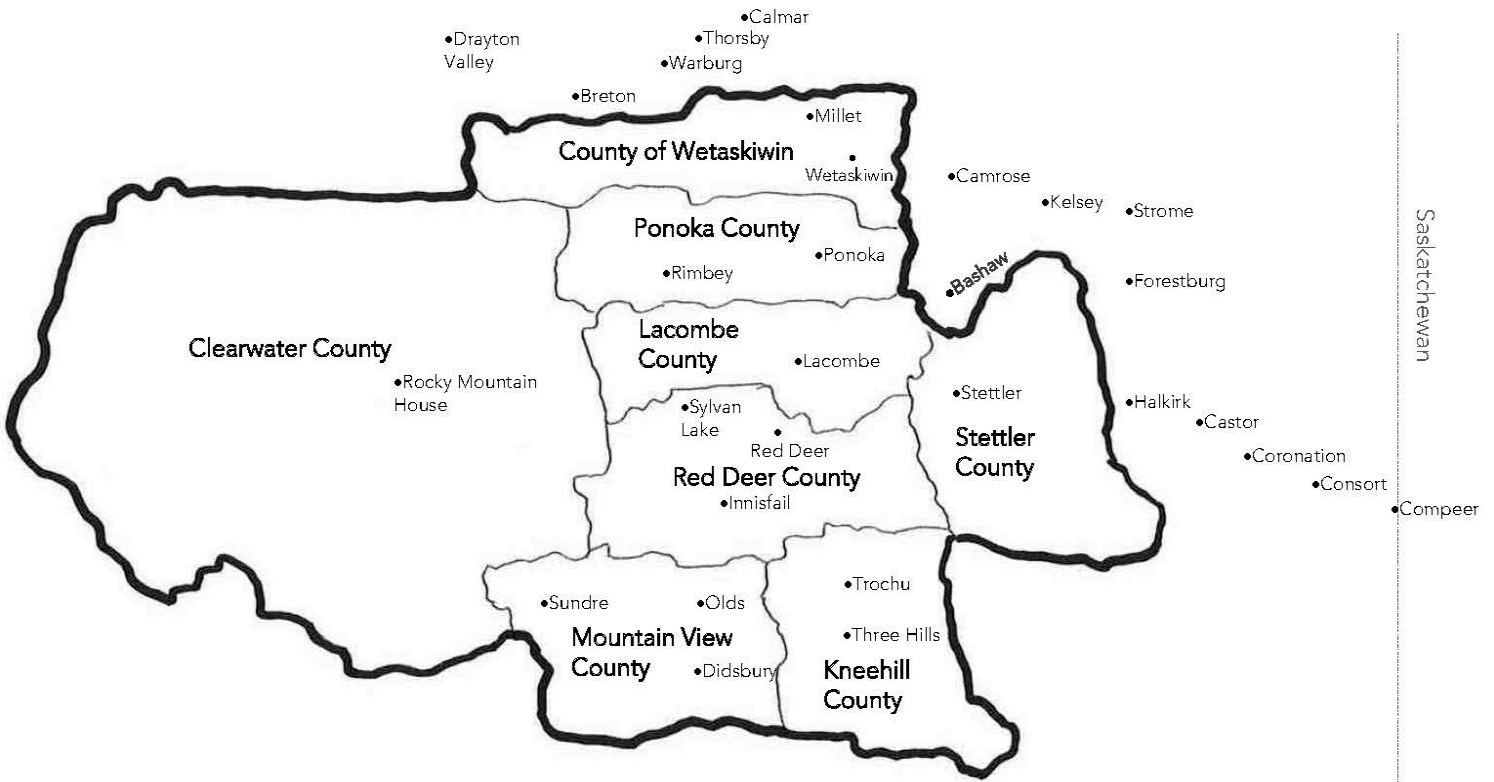 Calmar
Drayton
Valley
Thorsby
Warburg
Breton
Millet
County of Wetaskiwin
Wetaskiwin
Camrose
Kelsey
Strome
Ponoka County
Ponoka
Rimbey
Bashaw
Forestburg
Saskatchewan
Lacombe
County
Lacombe
Clearwater County
Rocky Mountain
House
Sylvan
Lake
Red Deer
Red Deer County
Innisfail
Stettler
Stettler
County
Halkirk
Castor
Coronation
Consort
Compeer
Sundre
Olds
Mountain View
County
Didsbury
Trochu
Three Hills
Kneehill
County